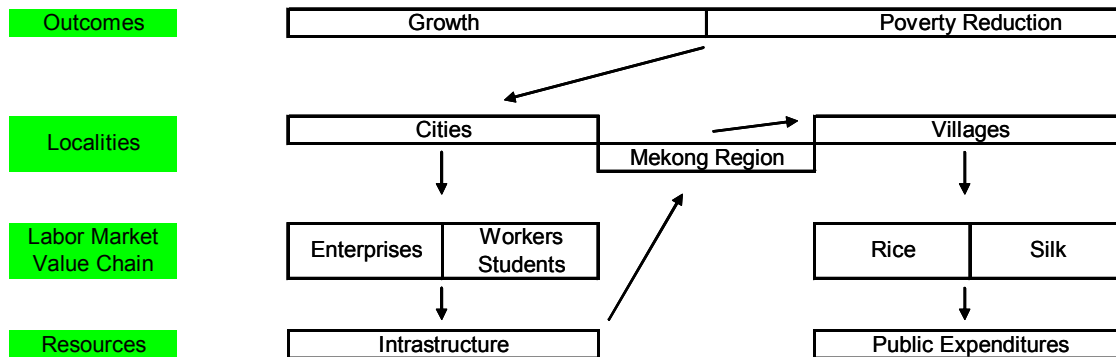 Outcomes
Growth
Poverty Reduction
Localities
Cities
Villages
Mekong Region
Labor Market
Value Chain
Enterprises
Workers
Students
Rice
Silk
Resources
Intrastructure
Public Expenditures